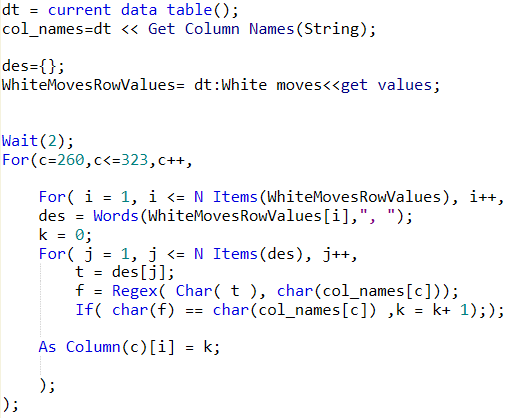 dt = current data table();
col_names=dt << Get Column Names(String);
des={};
WhiteMovesRowValues= dt:White moves<<get values;
Wait(2);
For(c=260,c<=323,c++,
For( i = 1, i <= N Items(WhiteMovesRowValues), i++,
des = Words(WhiteMovesRowValues[i],", ");
k = 0;
For( j = 1, j <= N Items(des), j++,
t = des[j];
f = Regex( Char( t ), char(col_names[c]));
If( char(f) == char(col_names[c]) ,k = k+ 1););
As Column(c)[i] = k;
);
);